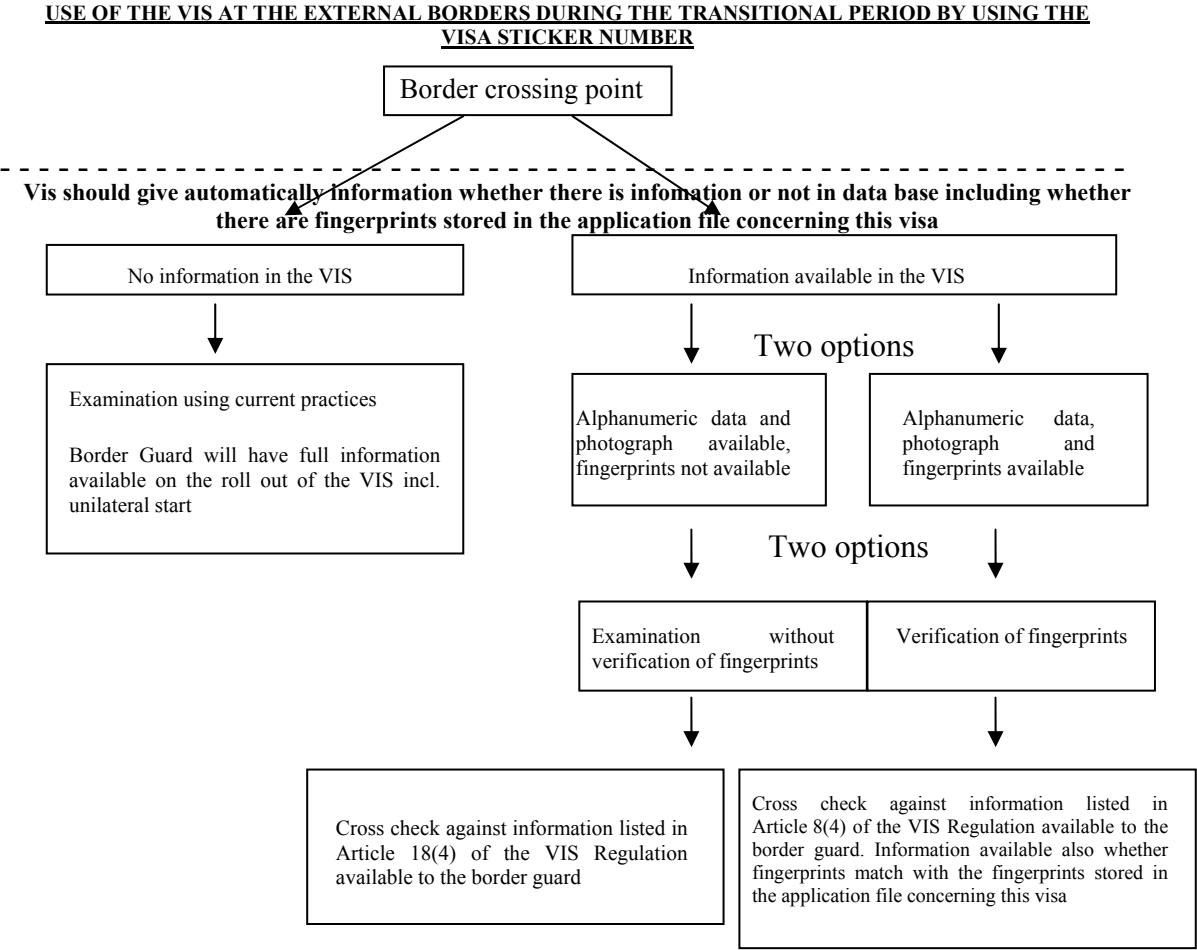 USE OF THE VIS AT THE EXTERNAL BORDERS DURING THE TRANSITIONAL PERIOD BY USING THE
VISA STICKER NUMBER
Border crossing point
Vis should give automatically information whether there is infomation or not in data base including whether
there are fingerprints stored in the application file concerning this visa
No information in the VIS
Information available in the VIS
Two options
Examination using current practices
Border Guard will have full information
available on the roll out of the VIS incl.
unilateral start
Alphanumeric data and
photograph available,
fingerprints not available
Alphanumeric data,
photograph and
fingerprints available
Two options
Examination without
verification of fingerprints
Verification of fingerprints
Cross check against information listed in
Article 18(4) of the VIS Regulation
available to the border guard
Cross check against information listed in
Article 8(4) of the VIS Regulation available to the
border guard. Information available also whether
fingerprints match with the fingerprints stored in
the application file concerning this visa